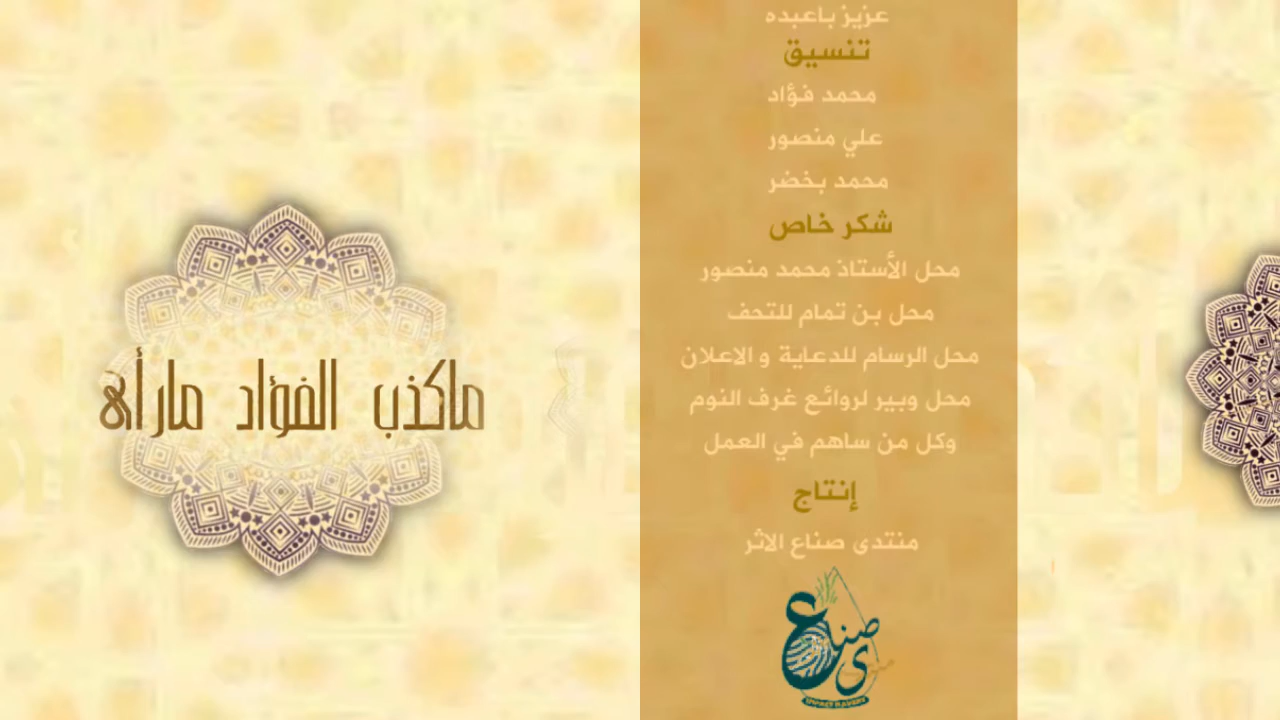 ماكذب الفؤاد مارأى
عزيز باعبده
تنسيق
محمد فؤاد
علي منصور
محمد بخضر
شكر خاص
محل الأستاذ محمد منصور
محل بن تمام للتحف
محل الرسام للدعاية و الاعلان
محل وبير لروائع غرف النوم
وكل من ساهم في العمل
إنتاج
منتدى صناع الاثر